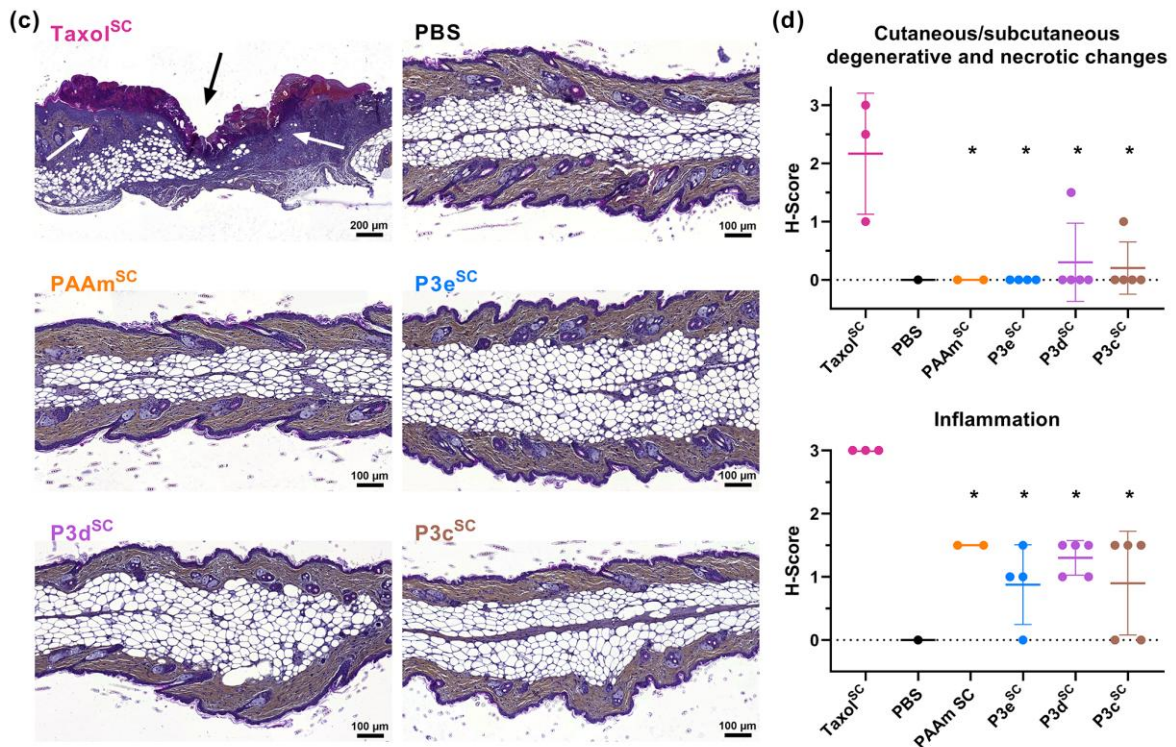 (c)
Taxol^SC
PBS
200 µm
100 µm
PAAm^SC
P3e^SC
100 µm
100 µm
P3d^SC
P3c^SC
100 µm
100 µm
(d)
Cutaneous/subcutaneous
degenerative and necrotic changes
H-Score
3
2
1
0
* * * *
Taxol^SC
PBS
PAAm^SC
P3e^SC
P3d^SC
P3c^SC
Inflammation
H-Score
3
2
1
0
* * * *
Taxol^SC
PBS
PAAm SC
P3e^SC
P3d^SC
P3c^SC